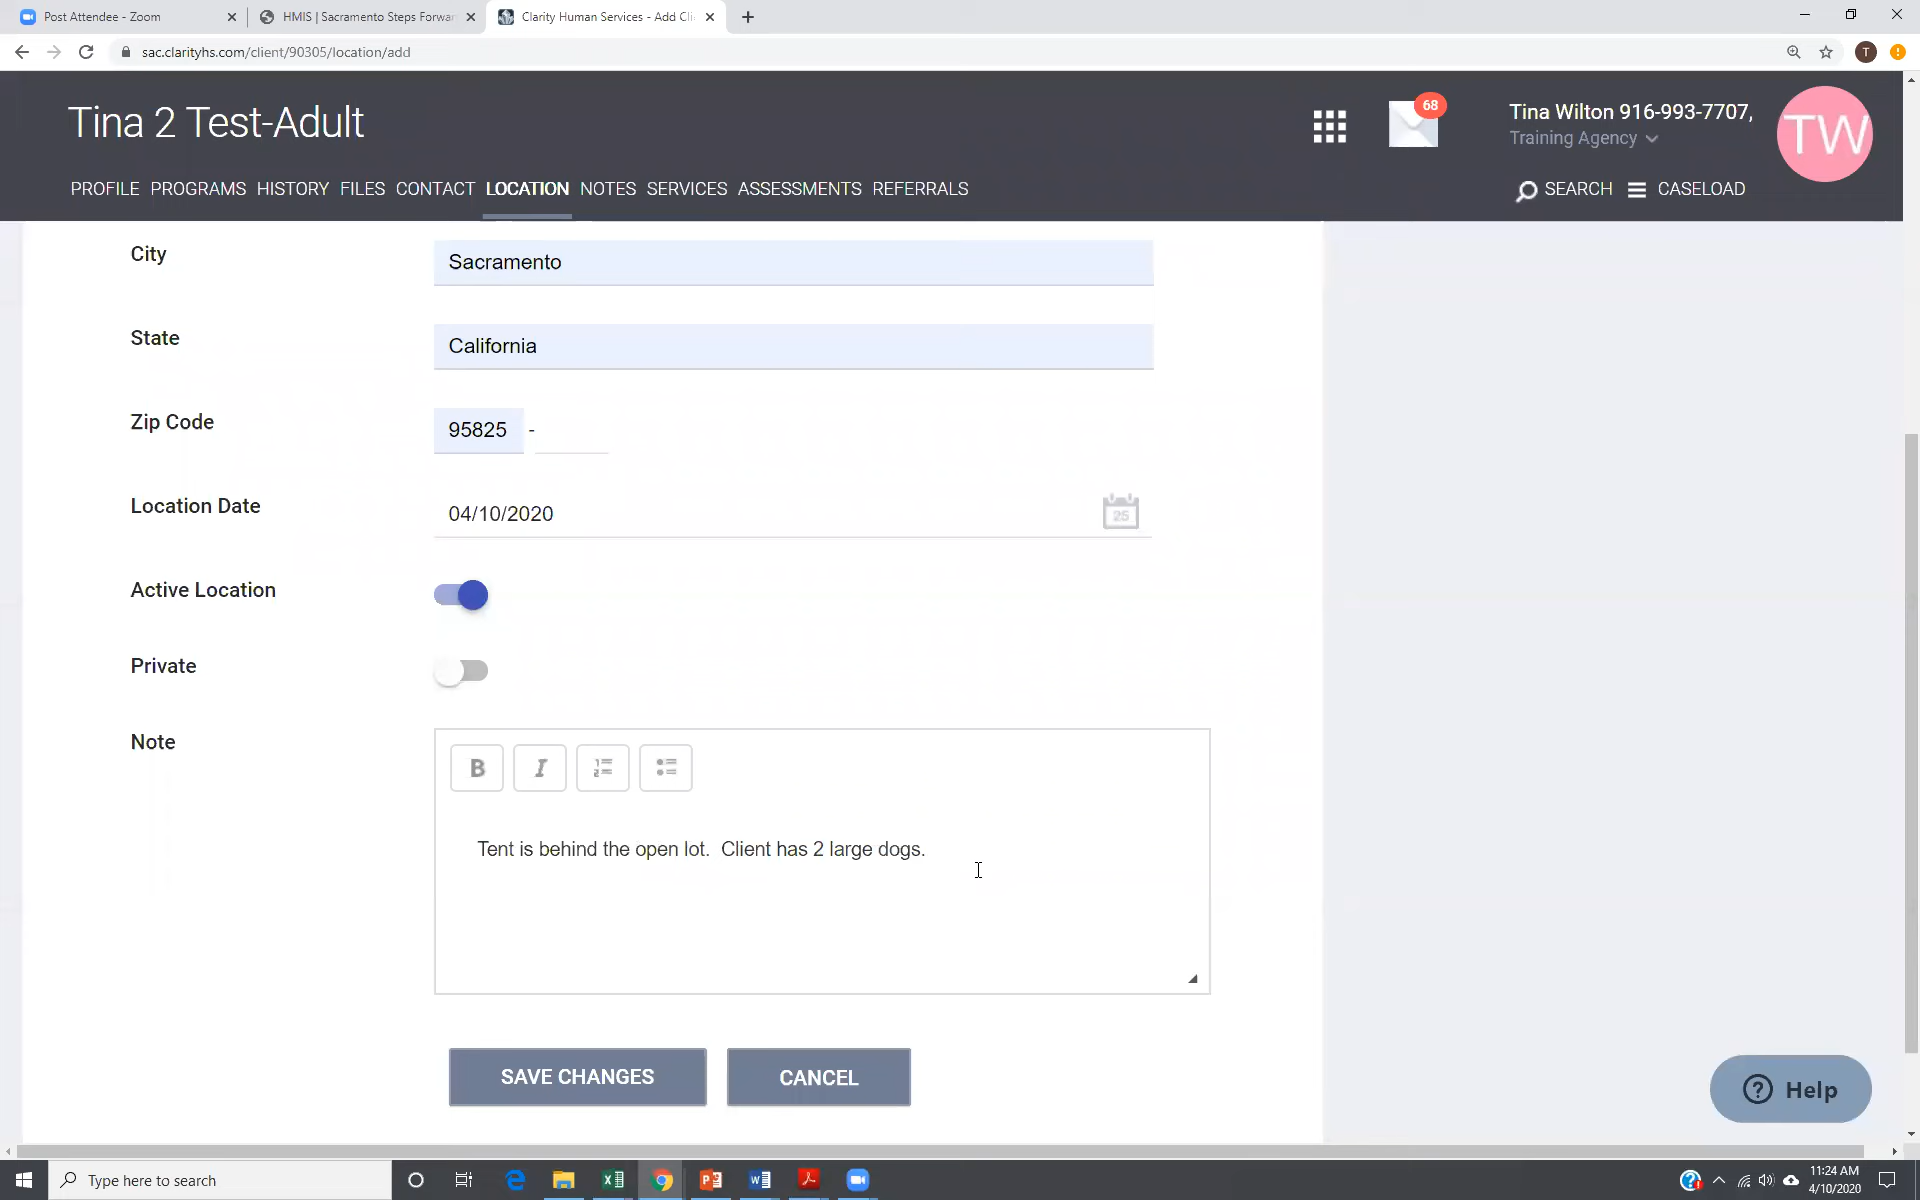 Post Attendee - Zoom
HMIS | Sacramento Steps Forwar
Clarity Human Services - Add Cli
sac.clarityhs.com/client/90305/location/add
T
Tina 2 Test-Adult
68
Tina Wilton 916-993-7707,
Training Agency
TW
PROFILE PROGRAMS HISTORY FILES CONTACT LOCATION NOTES SERVICES ASSESSMENTS REFERRALS
SEARCH
CASELOAD
City
Sacramento
State
California
Zip Code
95825 -
Location Date
04/10/2020
25
Active Location
Private
Note
B I
Tent is behind the open lot.  Client has 2 large dogs.
SAVE CHANGES
CANCEL
Help
Type here to search
11:24 AM
4/10/2020